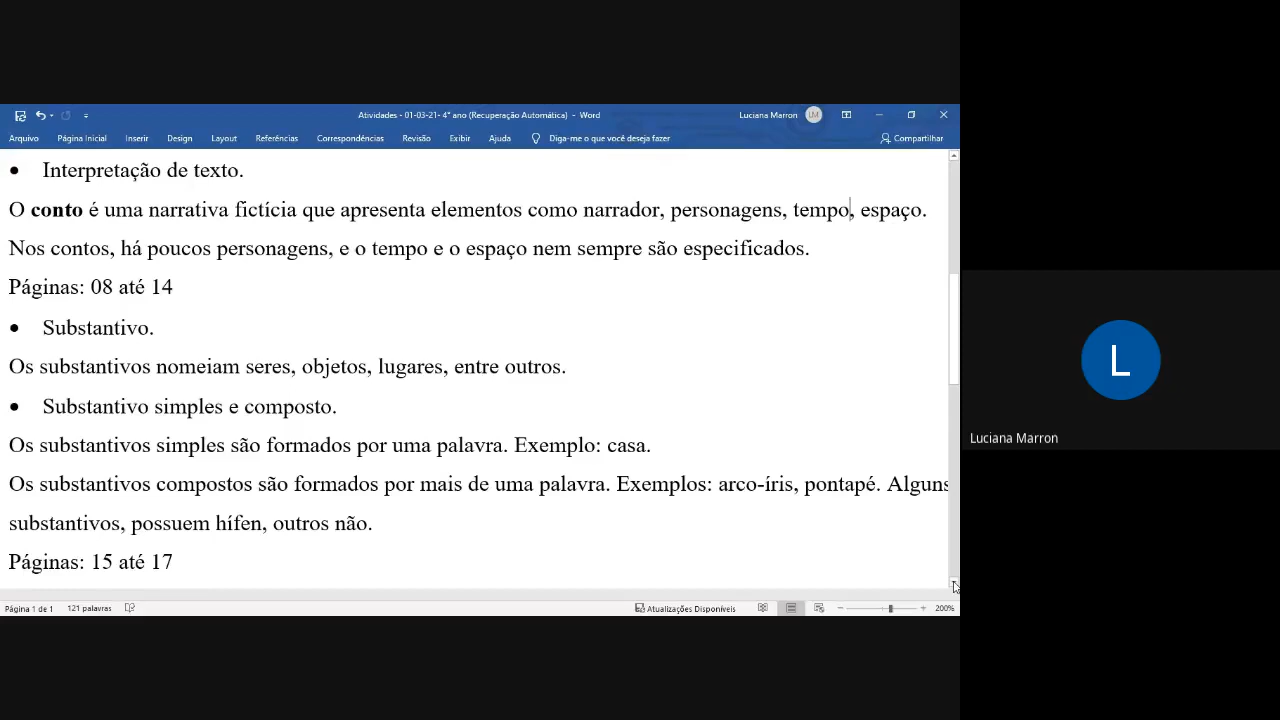 Atividades - 01-03-21- 4° ano (Recuperação Automática) - Word
Luciana Marron
LM
Arquivo Página Inicial Inserir Design Layout Referências Correspondências Revisão Exibir Ajuda Diga-me o que você deseja fazer Compartilhar
• Interpretação de texto.
O conto é uma narrativa fictícia que apresenta elementos como narrador, personagens, tempo, espaço.
Nos contos, há poucos personagens, e o tempo e o espaço nem sempre são especificados.
Páginas: 08 até 14
• Substantivo.
Os substantivos nomeiam seres, objetos, lugares, entre outros.
• Substantivo simples e composto.
Os substantivos simples são formados por uma palavra. Exemplo: casa.
Os substantivos compostos são formados por mais de uma palavra. Exemplos: arco-íris, pontapé. Alguns
substantivos, possuem hífen, outros não.
Páginas: 15 até 17
Página 1 de 1 121 palavras Atualizações Disponíveis 200%
L
Luciana Marron